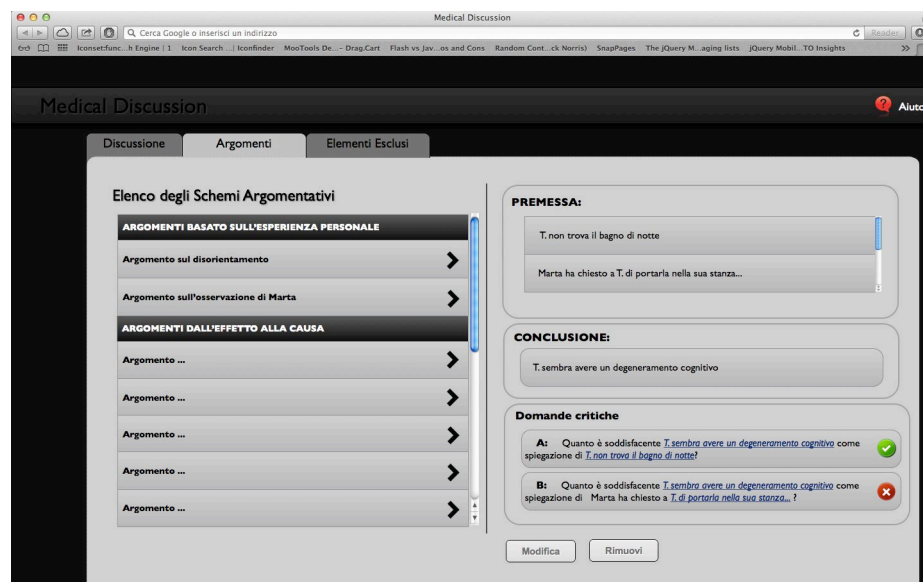 Medical Discussion
Cerca Google o inserisci un indirizzo
Reader
Iconsetfunc...h Engine | 1 Icon Search ...| Iconfinder MooTools De...– Drag.Cart Flash vs Jav...os and Cons Random Cont...ck Norris) SnapPages The jQuery M...aging lists jQuery Mobil...TO Insights
Medical Discussion
Aiuto
Discussione Argomenti Elementi Esclusi
Elenco degli Schemi Argomentativi
ARGOMENTI BASATO SULL'ESPERIENZA PERSONALE
Argomento sul disorientamento
Argomento sull'osservazione di Marta
ARGOMENTI DALL'EFFETTO ALLA CAUSA
Argomento ...
Argomento ...
Argomento ...
Argomento ...
Argomento ...
PREMESSA:
T. non trova il bagno di notte
Marta ha chiesto a T. di portarla nella sua stanza...
CONCLUSIONE:
T. sembra avere un degeneramento cognitivo
Domande critiche
A: Quanto è soddisfacente T. sembra avere un degeneramento cognitivo come
spiegazione di T. non trova il bagno di notte?
B: Quanto è soddisfacente T. sembra avere un degeneramento cognitivo come
spiegazione di Marta ha chiesto a T. di portarla nella sua stanza... ?
Modifica Rimuovi